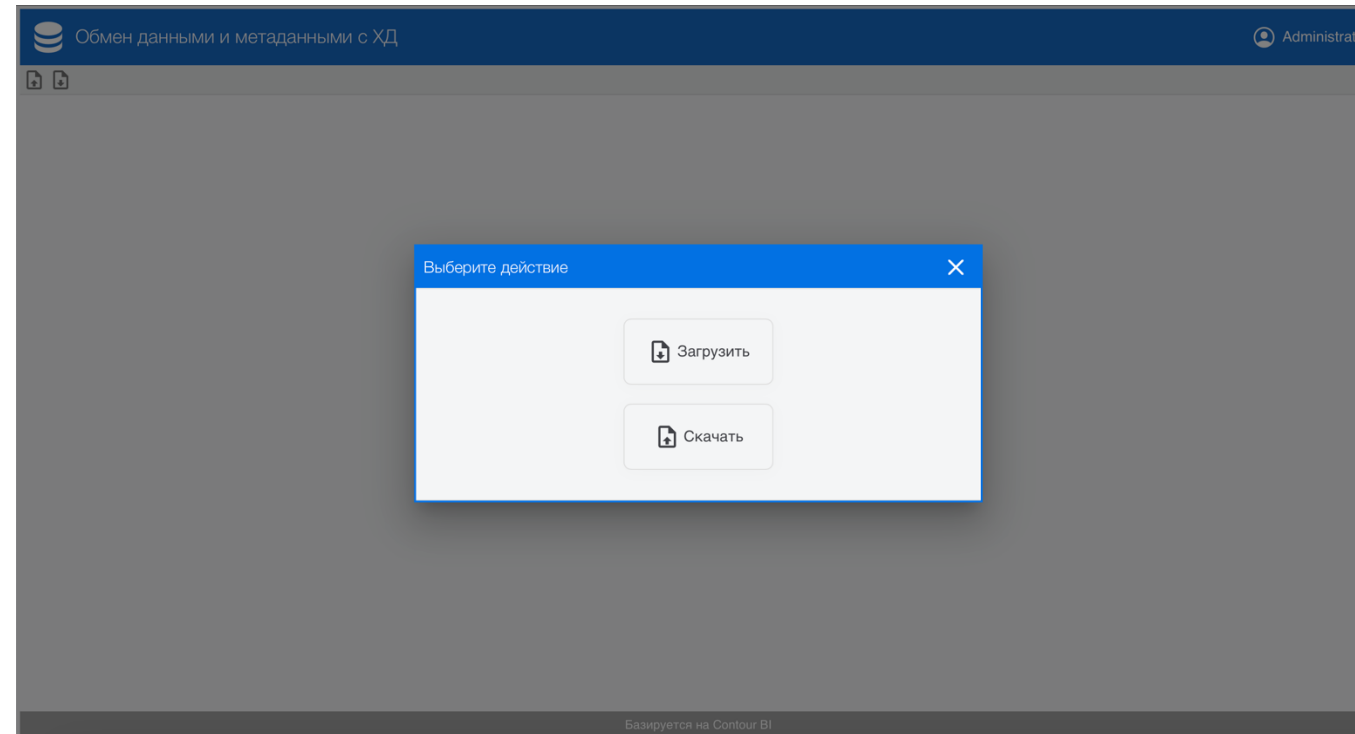 Обмен данными и метаданными с ХД
Выберите действие
Загрузить
Скачать
Базируется на Contour BI